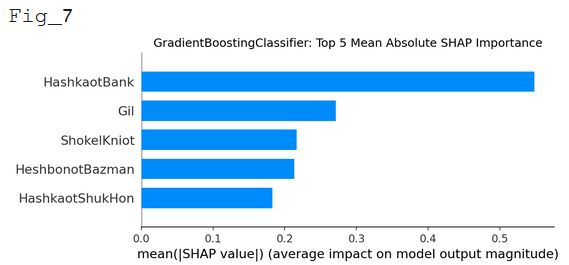 Fig_7
GradientBoostingClassifier: Top 5 Mean Absolute SHAP Importance
HashkaotBank
Gil
ShokelKniot
HeshbonotBazman
HashkaotShukHon
0.0 0.1 0.2 0.3 0.4 0.5
mean(|SHAP value|) (average impact on model output magnitude)